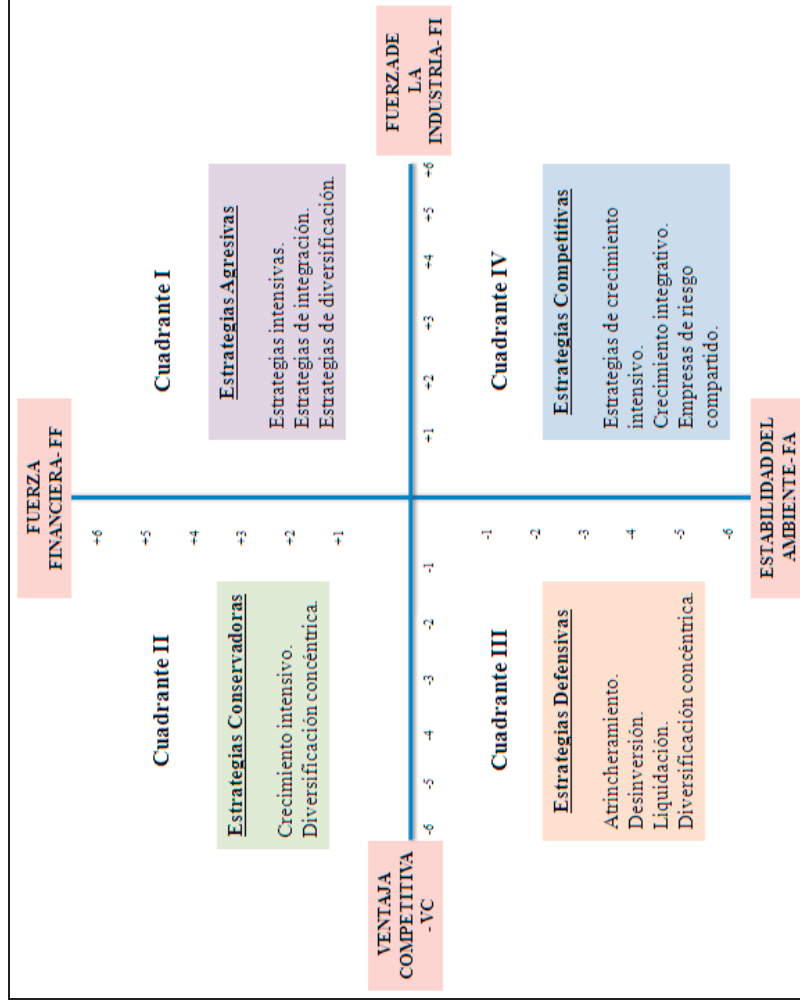 FUERZA
FINANCIERA- FF
+6
+5
+4
+3
+2
+1
Cuadrante II
Estrategias Conservadoras
Crecimiento intensivo.
Diversificación concéntrica.
Cuadrante I
Estrategias Agresivas
Estrategias intensivas.
Estrategias de integración.
Estrategias de diversificación.
VENTAJA
COMPETITIVA
- VC
-6
-5
-4
-3
-2
-1
+1
+2
+3
+4
+5
+6
FUERZADE
LA
INDUSTRIA- FI
Cuadrante III
Estrategias Defensivas
Atrincheramiento.
Desinversión.
Liquidación.
Diversificación concéntrica.
-1
-2
-3
-4
-5
-6
Cuadrante IV
Estrategias Competitivas
Estrategias de crecimiento
intensivo.
Crecimiento integrativo.
Empresas de riesgo
compartido.
ESTABILIDAD DEL
AMBIENTE- FA